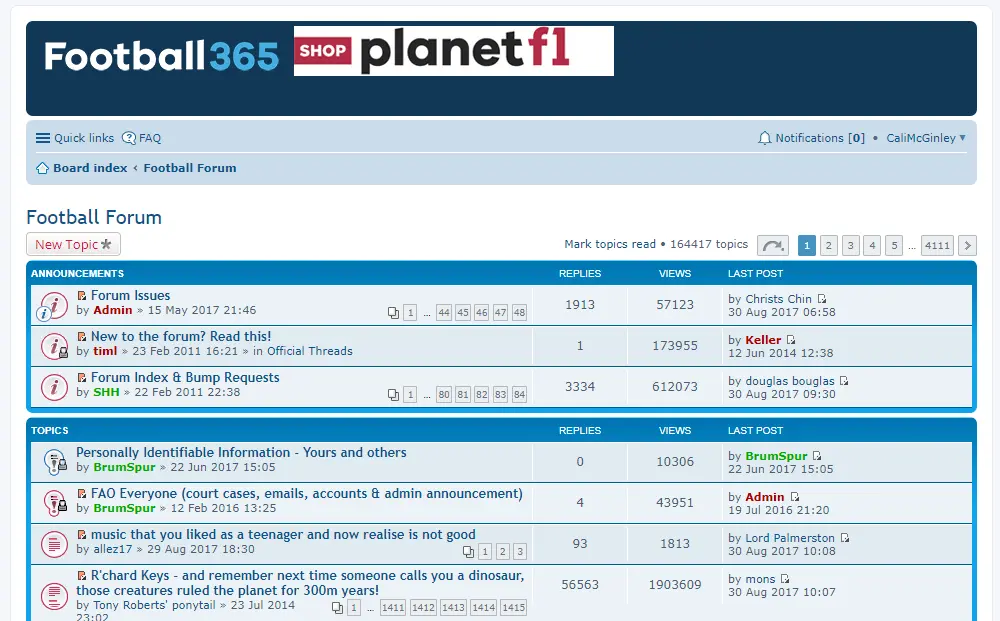 Football365 SHOP planetf1
Quick links FAQ
Notifications [0] • CaliMcGinley
Board index ‹ Football Forum
Football Forum
New Topic
Mark topics read • 164417 topics 1 2 3 4 5 … 4111
ANNOUNCEMENTS REPLIES VIEWS LAST POST
Forum Issues
by Admin » 15 May 2017 21:46
1 … 44 45 46 47 48
1913
57123
by Christs Chin
30 Aug 2017 06:58
New to the forum? Read this!
by timl » 23 Feb 2011 16:21 » in Official Threads
1
173955
by Keller
12 Jun 2014 12:38
Forum Index & Bump Requests
by SHH » 22 Feb 2011 22:38
1 … 80 81 82 83 84
3334
612073
by douglas bouglas
30 Aug 2017 09:30
TOPICS REPLIES VIEWS LAST POST
Personally Identifiable Information - Yours and others
by BrumSpur » 22 Jun 2017 15:05
0
10306
by BrumSpur
22 Jun 2017 15:05
FAO Everyone (court cases, emails, accounts & admin announcement)
by BrumSpur » 12 Feb 2016 13:25
4
43951
by Admin
19 Jul 2016 21:20
music that you liked as a teenager and now realise is not good
by allez17 » 29 Aug 2017 18:30
1 2 3
93
1813
by Lord Palmerston
30 Aug 2017 10:08
R'chard Keys - and remember next time someone calls you a dinosaur,
those creatures ruled the planet for 300m years!
by Tony Roberts' ponytail » 23 Jul 2014
23:02
1 … 1411 1412 1413 1414 1415
56563
1903609
by mons
30 Aug 2017 10:07